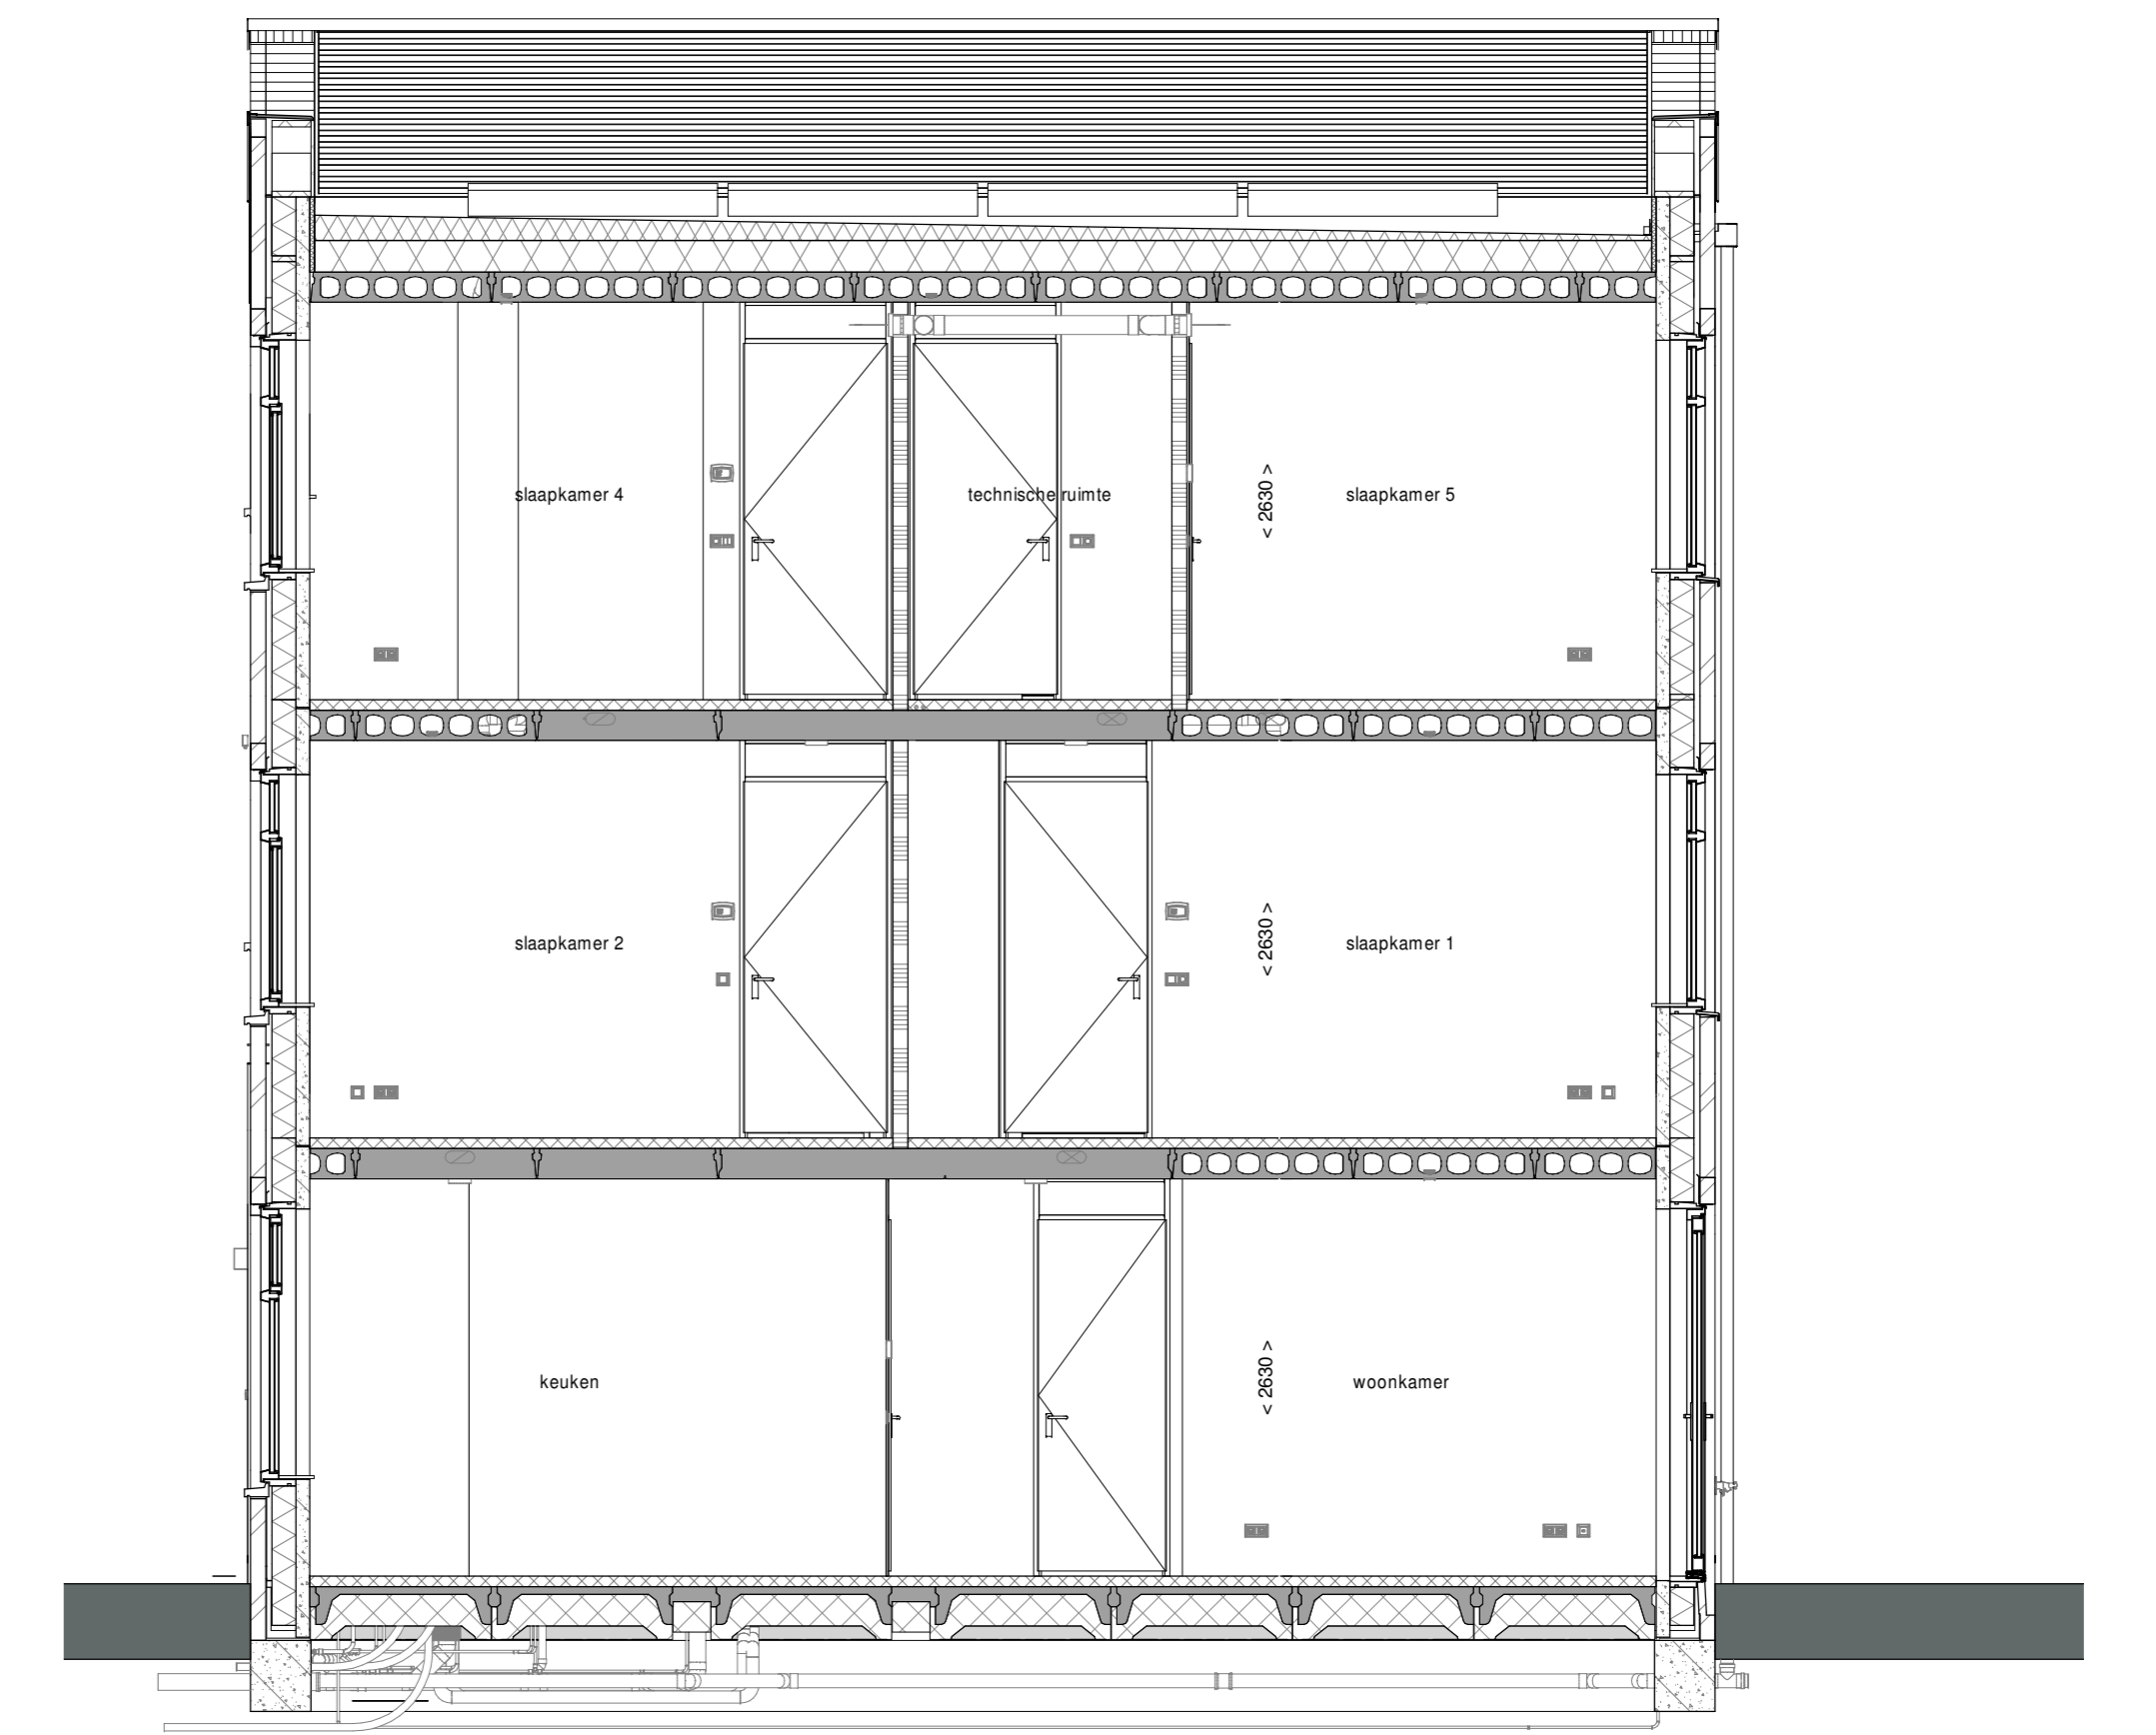 slaapkamer 4
technische ruimte
< 2630 >
slaapkamer 5
slaapkamer 2
< 2630 >
slaapkamer 1
keuken
< 2630 >
woonkamer